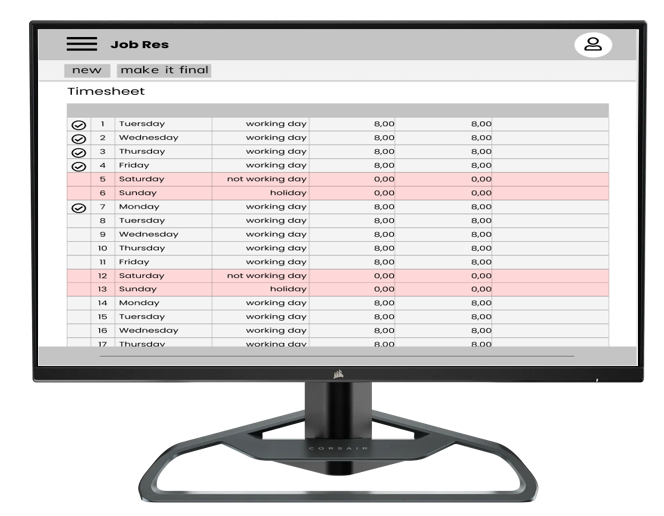 Job Res
new make it final
Timesheet
1 Tuersday working day 8,00 8,00
2 Wednesday working day 8,00 8,00
3 Thursday working day 8,00 8,00
4 Friday working day 8,00 8,00
5 Saturday not working day 0,00 0,00
6 Sunday holiday 0,00 0,00
7 Monday working day 8,00 8,00
8 Tuersday working day 8,00 8,00
9 Wednesday working day 8,00 8,00
10 Thursday working day 8,00 8,00
11 Friday working day 8,00 8,00
12 Saturday not working day 0,00 0,00
13 Sunday holiday 0,00 0,00
14 Monday working day 8,00 8,00
15 Tuersday working day 8,00 8,00
16 Wednesday working day 8,00 8,00
17 Thursday working day 8,00 8,00
CORSAIR